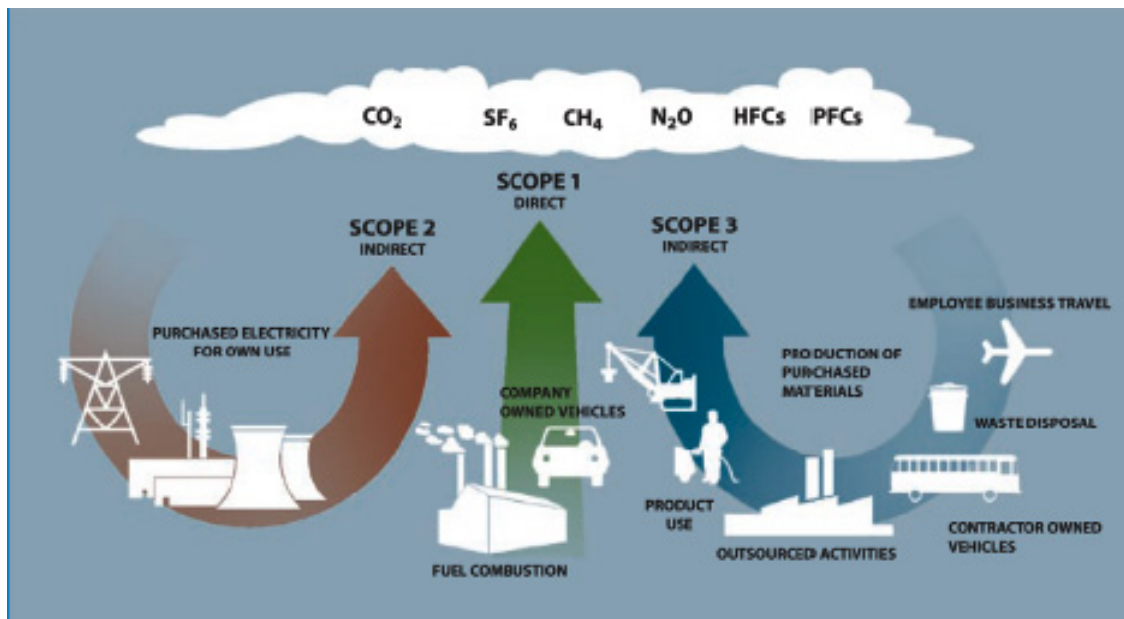 CO₂ SF₆ CH₄ N₂O HFCs PFCs
SCOPE 1
DIRECT
SCOPE 2
INDIRECT
SCOPE 3
INDIRECT
PURCHASED ELECTRICITY
FOR OWN USE
COMPANY
OWNED VEHICLES
FUEL COMBUSTION
EMPLOYEE BUSINESS TRAVEL
PRODUCTION OF
PURCHASED
MATERIALS
WASTE DISPOSAL
PRODUCT
USE
OUTSOURCED ACTIVITIES
CONTRACTOR OWNED
VEHICLES